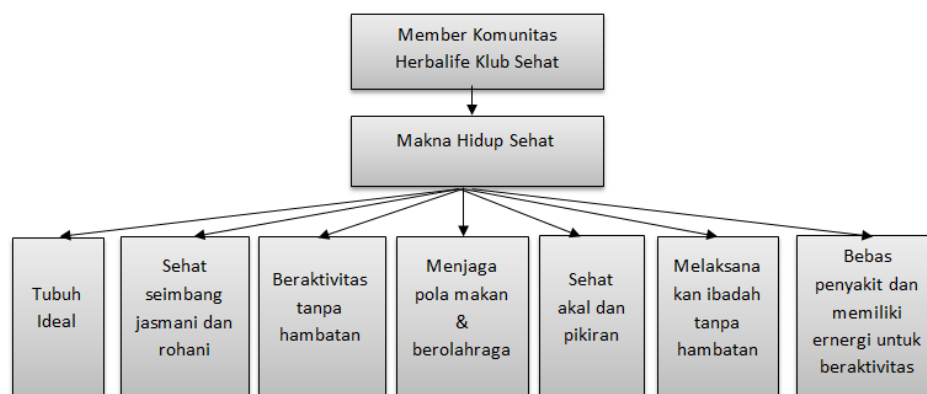 Member Komunitas
Herbalife Klub Sehat
Makna Hidup Sehat
Tubuh
Ideal
Sehat
seimbang
jasmani dan
rohani
Beraktivitas
tanpa
hambatan
Menjaga
pola makan
&
berolahraga
Sehat
akal dan
pikiran
Melaksana
kan ibadah
tanpa
hambatan
Bebas
penyakit dan
memiliki
ernergi untuk
beraktivitas